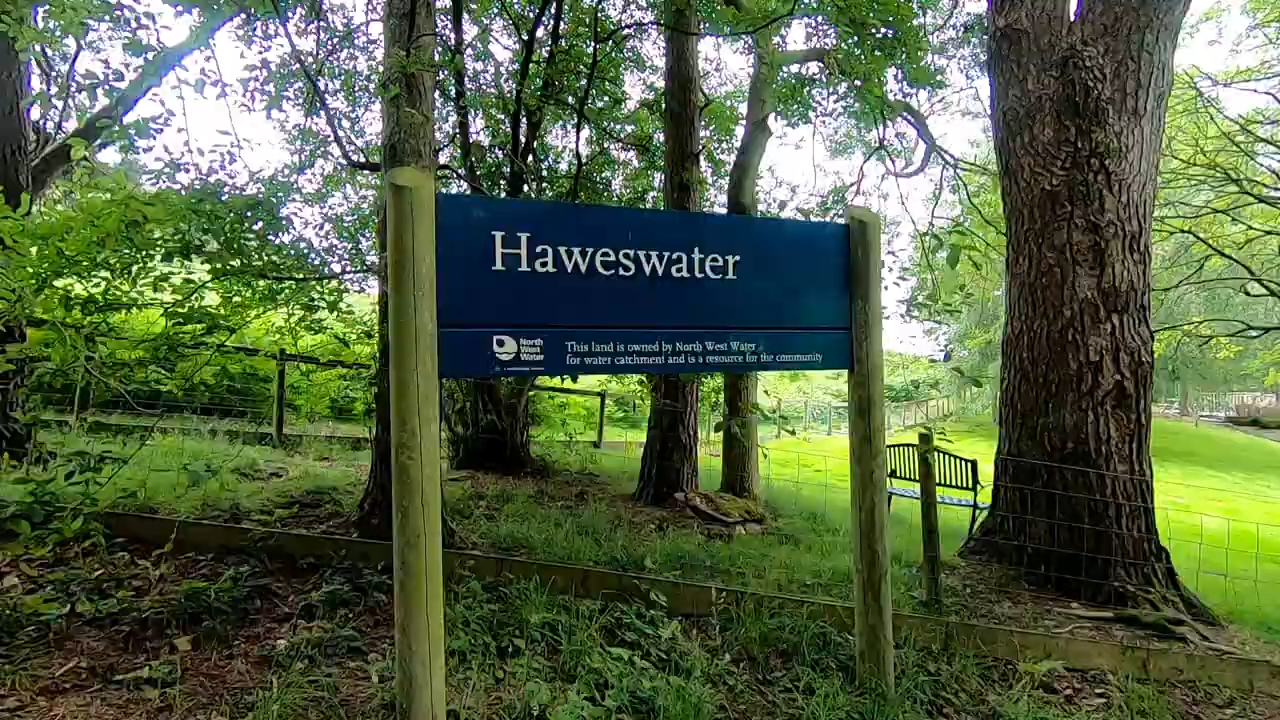 Haweswater
North
West
Water
This land is owned by North West Water
for water catchment and is a resource for the community